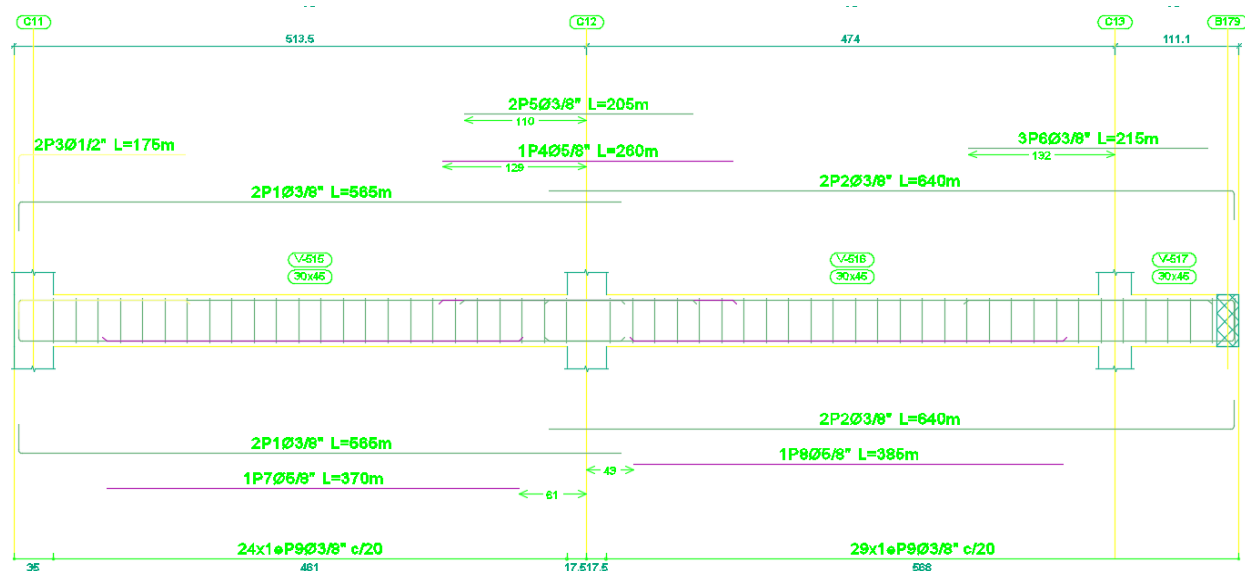 C11 C12 C13 B179
513.5 474 111.1
2P5Ø3/8" L=205m
110
2P3Ø1/2" L=175m 1P4Ø5/8" L=260m 3P6Ø3/8" L=215m
129 132
2P1Ø3/8" L=565m 2P2Ø3/8" L=640m
V-515 V-516 V-517
30x45 30x45 30x45
2P1Ø3/8" L=565m 2P2Ø3/8" L=640m
1P7Ø5/8" L=370m 43 1P8Ø5/8" L=385m
61
24x1eP9Ø3/8" c/20 29x1eP9Ø3/8" c/20
35 461 17.517.5 568